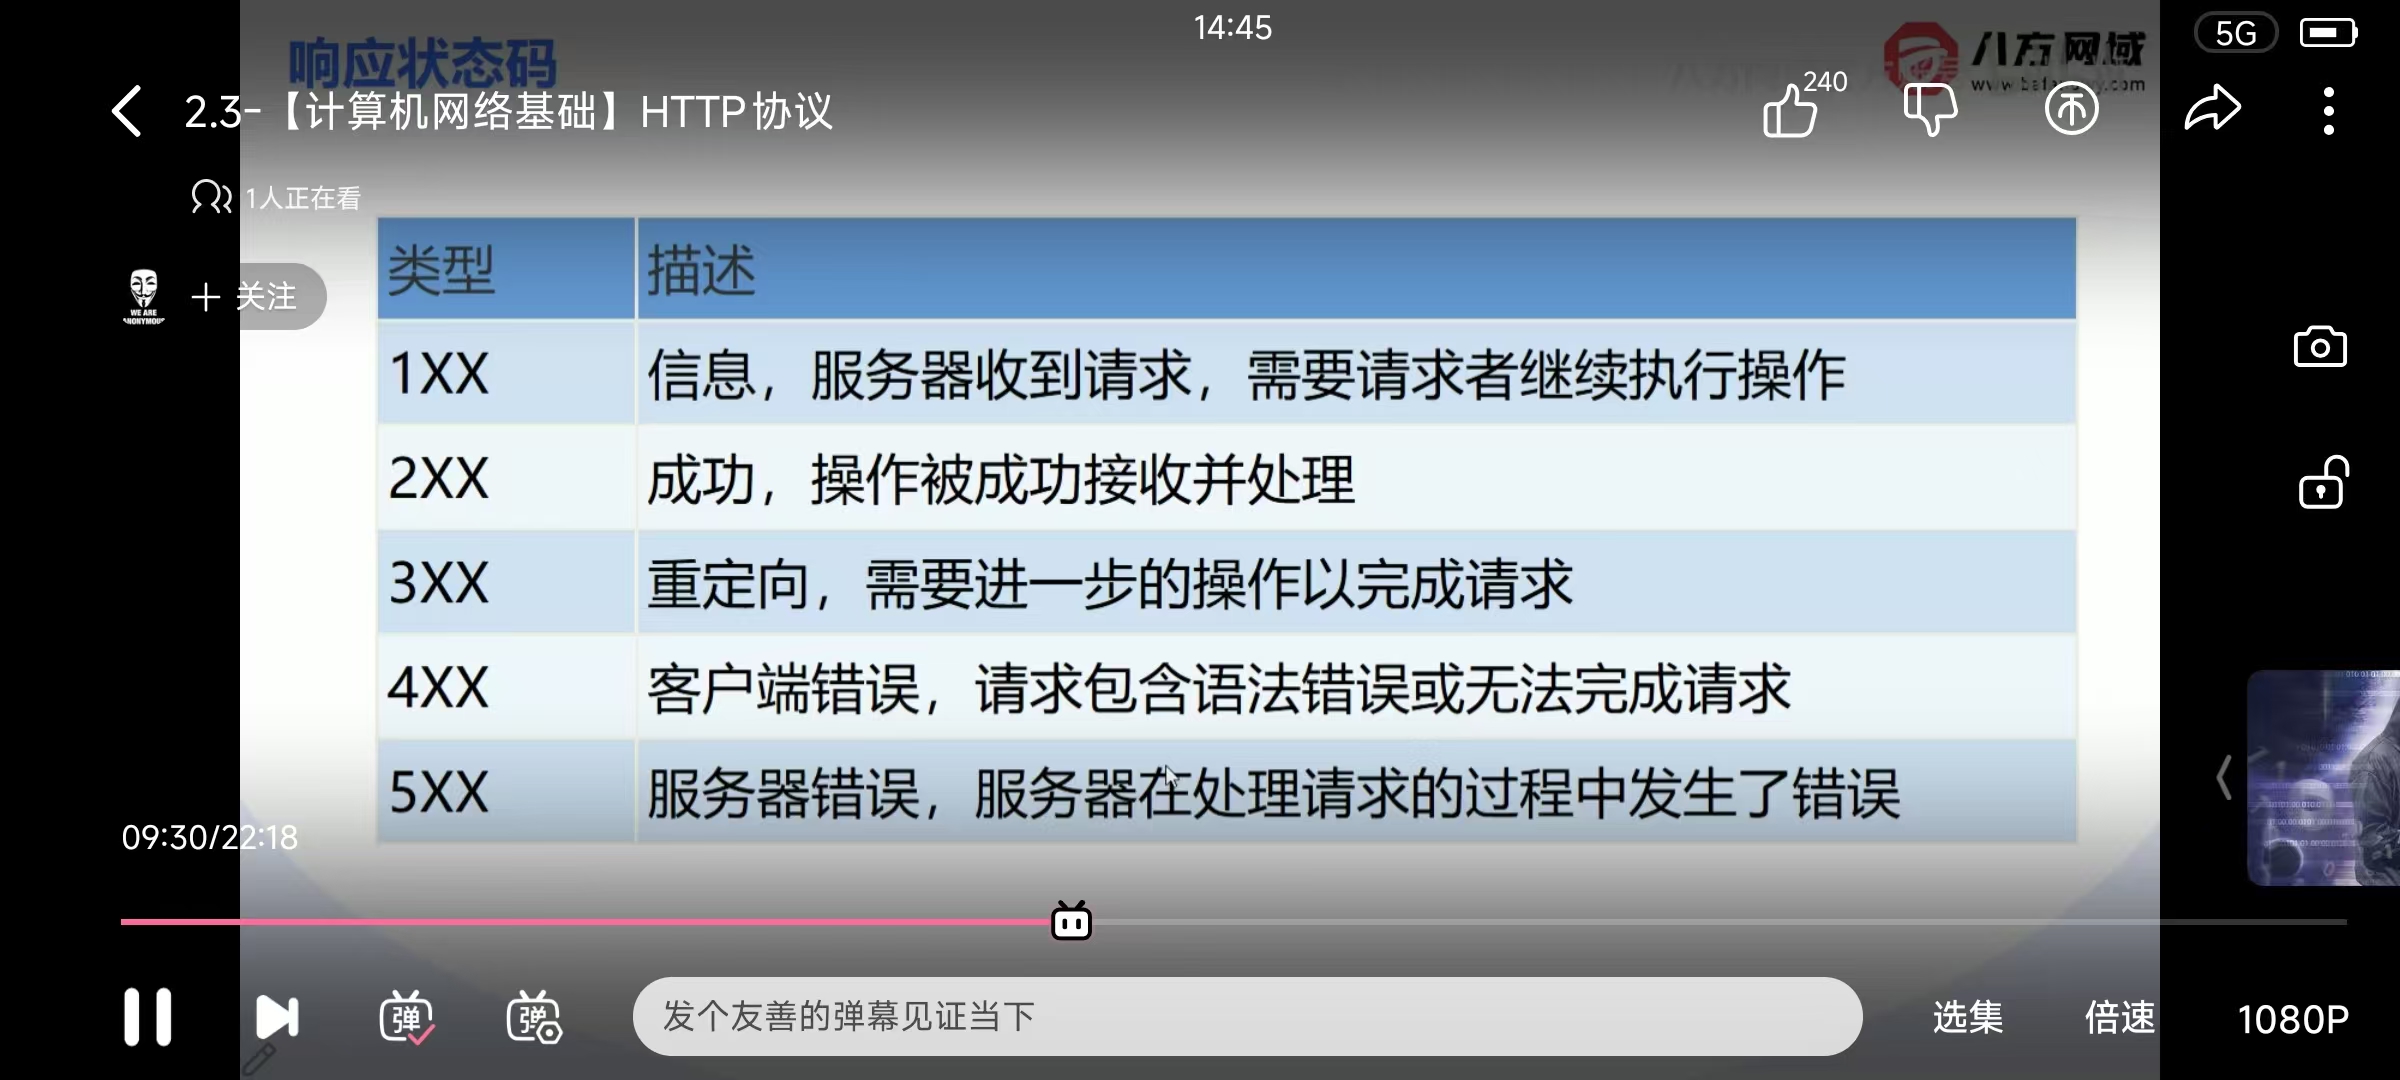 14:45
5G
响应状态码
八方网域
2.3-【计算机网络基础】HTTP协议
240
1人正在看
WE ARE
+ 关注
类型 描述
1XX 信息，服务器收到请求，需要请求者继续执行操作
2XX 成功，操作被成功接收并处理
3XX 重定向，需要进一步的操作以完成请求
4XX 客户端错误，请求包含语法错误或无法完成请求
5XX 服务器错误，服务器在处理请求的过程中发生了错误
09:30/22:18
弹 弹 发个友善的弹幕见证当下 选集 倍速 1080P